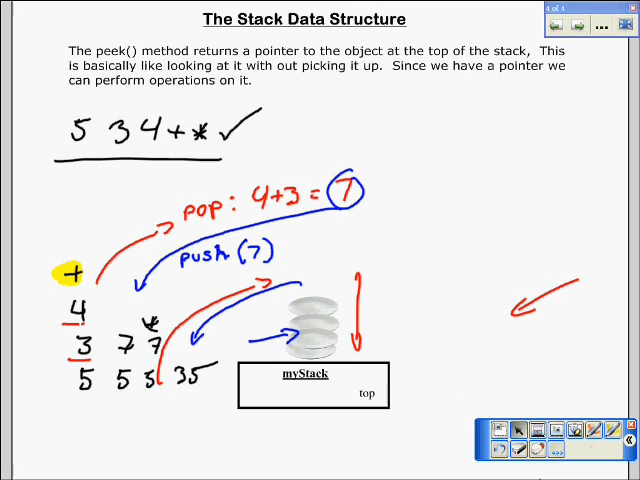 The Stack Data Structure
4 of 4
The peek() method returns a pointer to the object at the top of the stack, This
is basically like looking at it with out picking it up. Since we have a pointer we
can perform operations on it.
5 3 4 + *
pop: 4+3 = 7
push (7)
+
4 *
3 7 7
5 5 5 35
myStack
top